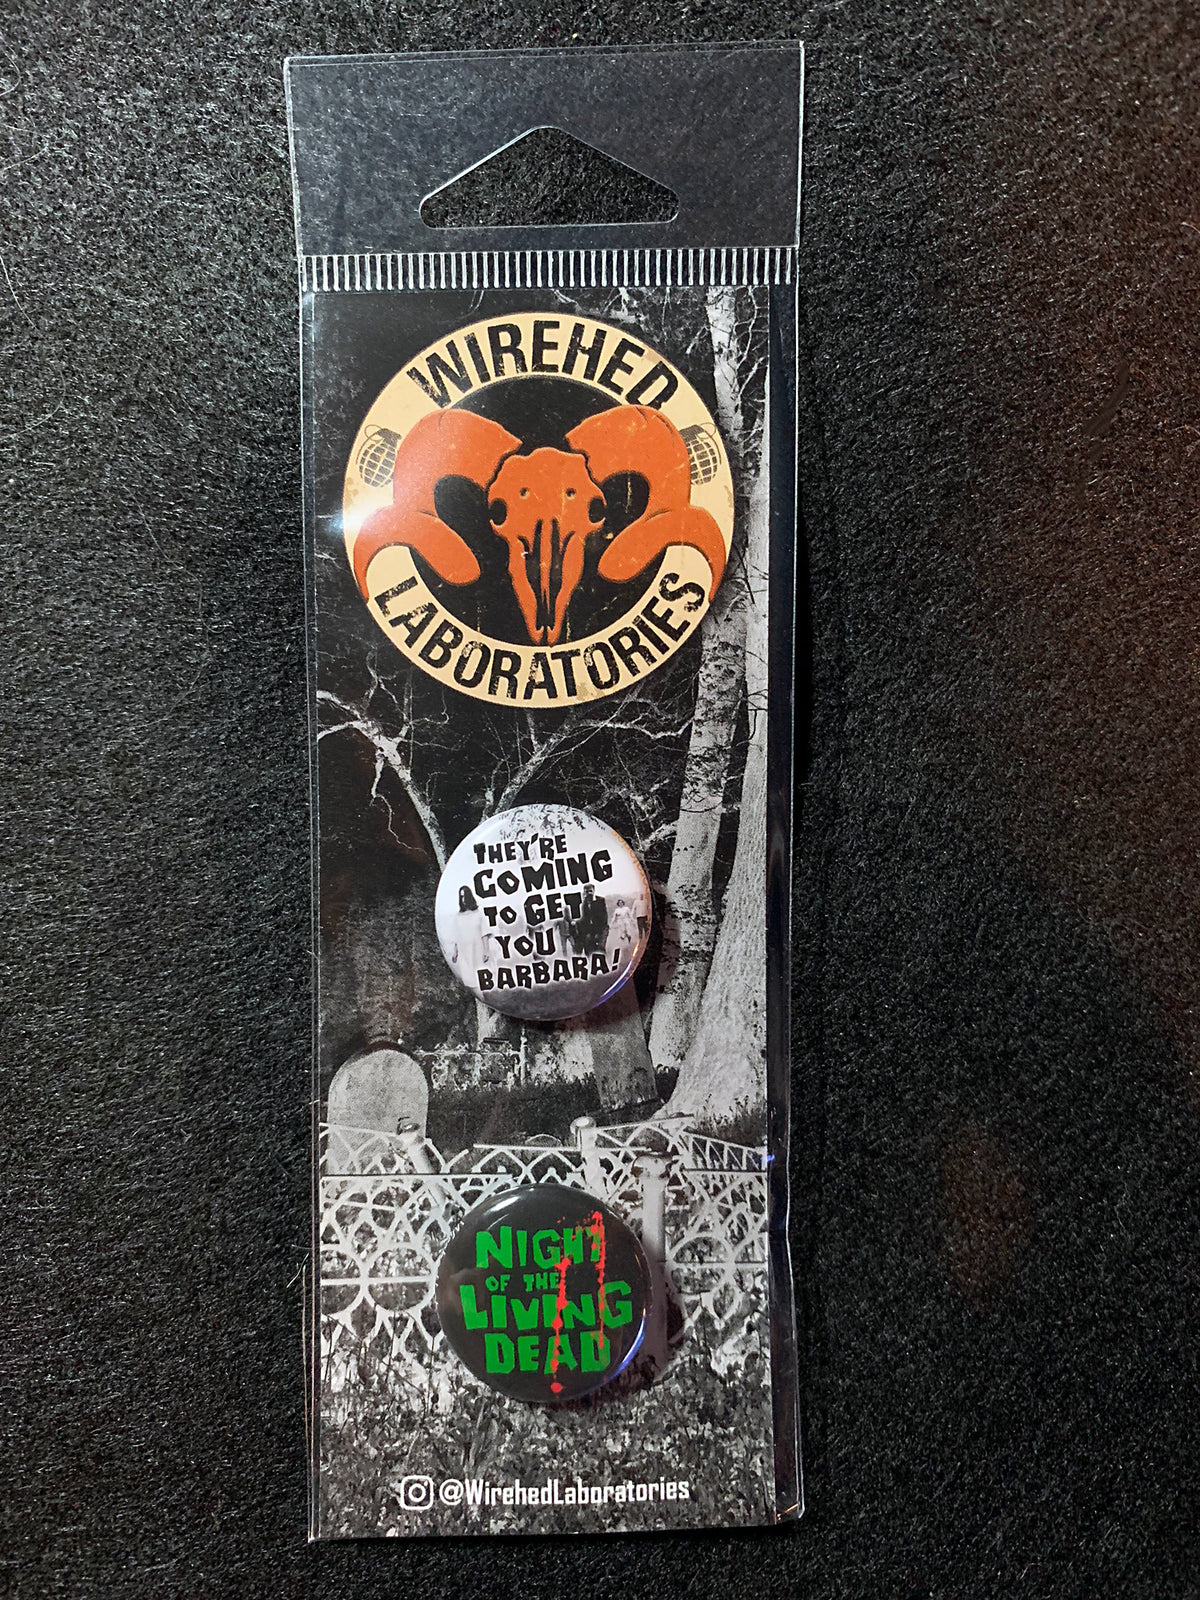 WIREHED
LABORATORIES
THEY'RE
COMING
TO GET
YOU
BARBARA!
NIGHT
OF THE
LIVING
DEAD
@WirehedLaboratories